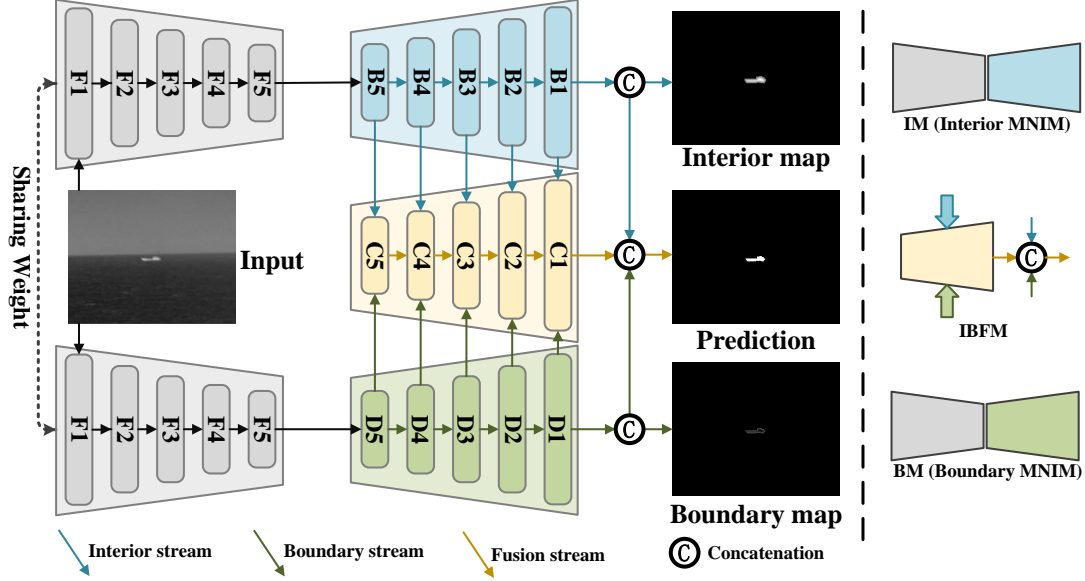 F1
F2
F3
F4
F5
B5
B4
B3
B2
B1
C
Interior map
IM (Interior MNIM)
Sharing Weight
Input
C5
C4
C3
C2
C1
C
Prediction
C
IBFM
F1
F2
F3
F4
F5
D5
D4
D3
D2
D1
C
Boundary map
BM (Boundary MNIM)
Interior stream
Boundary stream
Fusion stream
C Concatenation